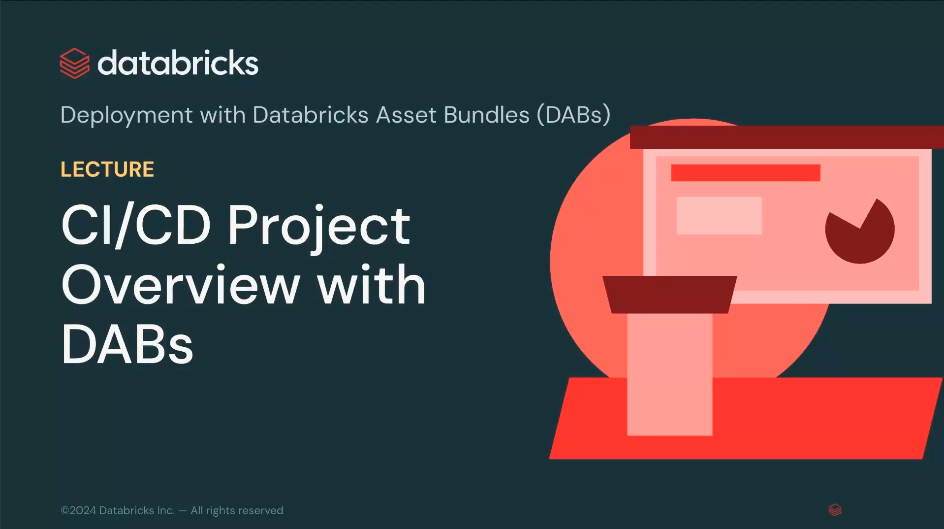 databricks
Deployment with Databricks Asset Bundles (DABs)
LECTURE
CI/CD Project
Overview with
DABs
©2024 Databricks Inc. — All rights reserved